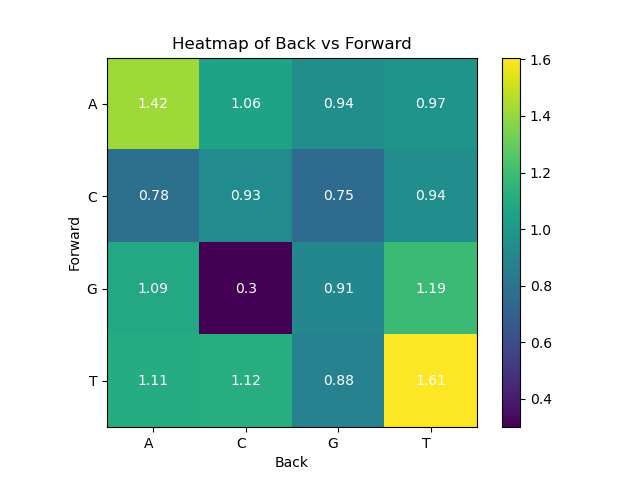 Heatmap of Back vs Forward
A 1.42 1.06 0.94 0.97
C 0.78 0.93 0.75 0.94
G 1.09 0.3 0.91 1.19
T 1.11 1.12 0.88 1.61
A C G T
Back
Forward
1.6
1.4
1.2
1.0
0.8
0.6
0.4